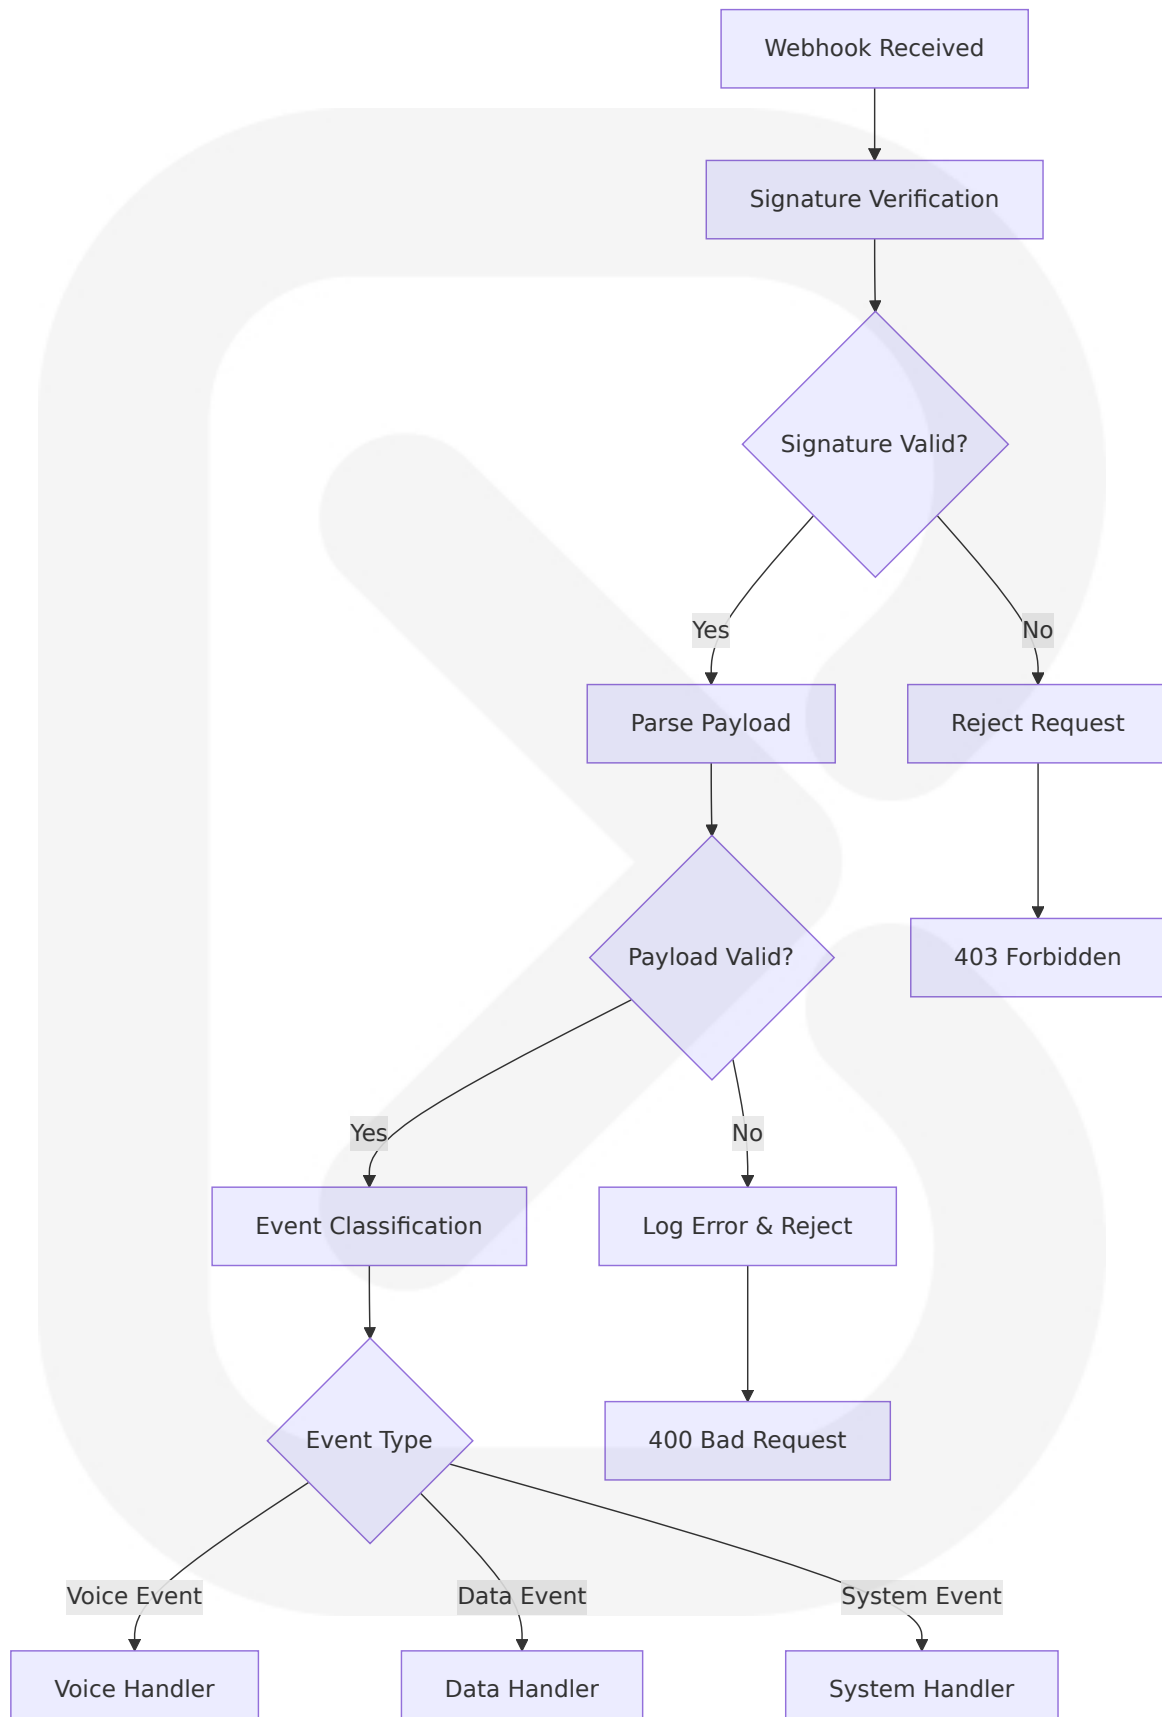 Webhook Received
Signature Verification
Signature Valid?
Yes
No
Parse Payload
Reject Request
Payload Valid?
403 Forbidden
Yes
No
Event Classification
Log Error & Reject
Event Type
400 Bad Request
Voice Event
Data Event
System Event
Voice Handler
Data Handler
System Handler